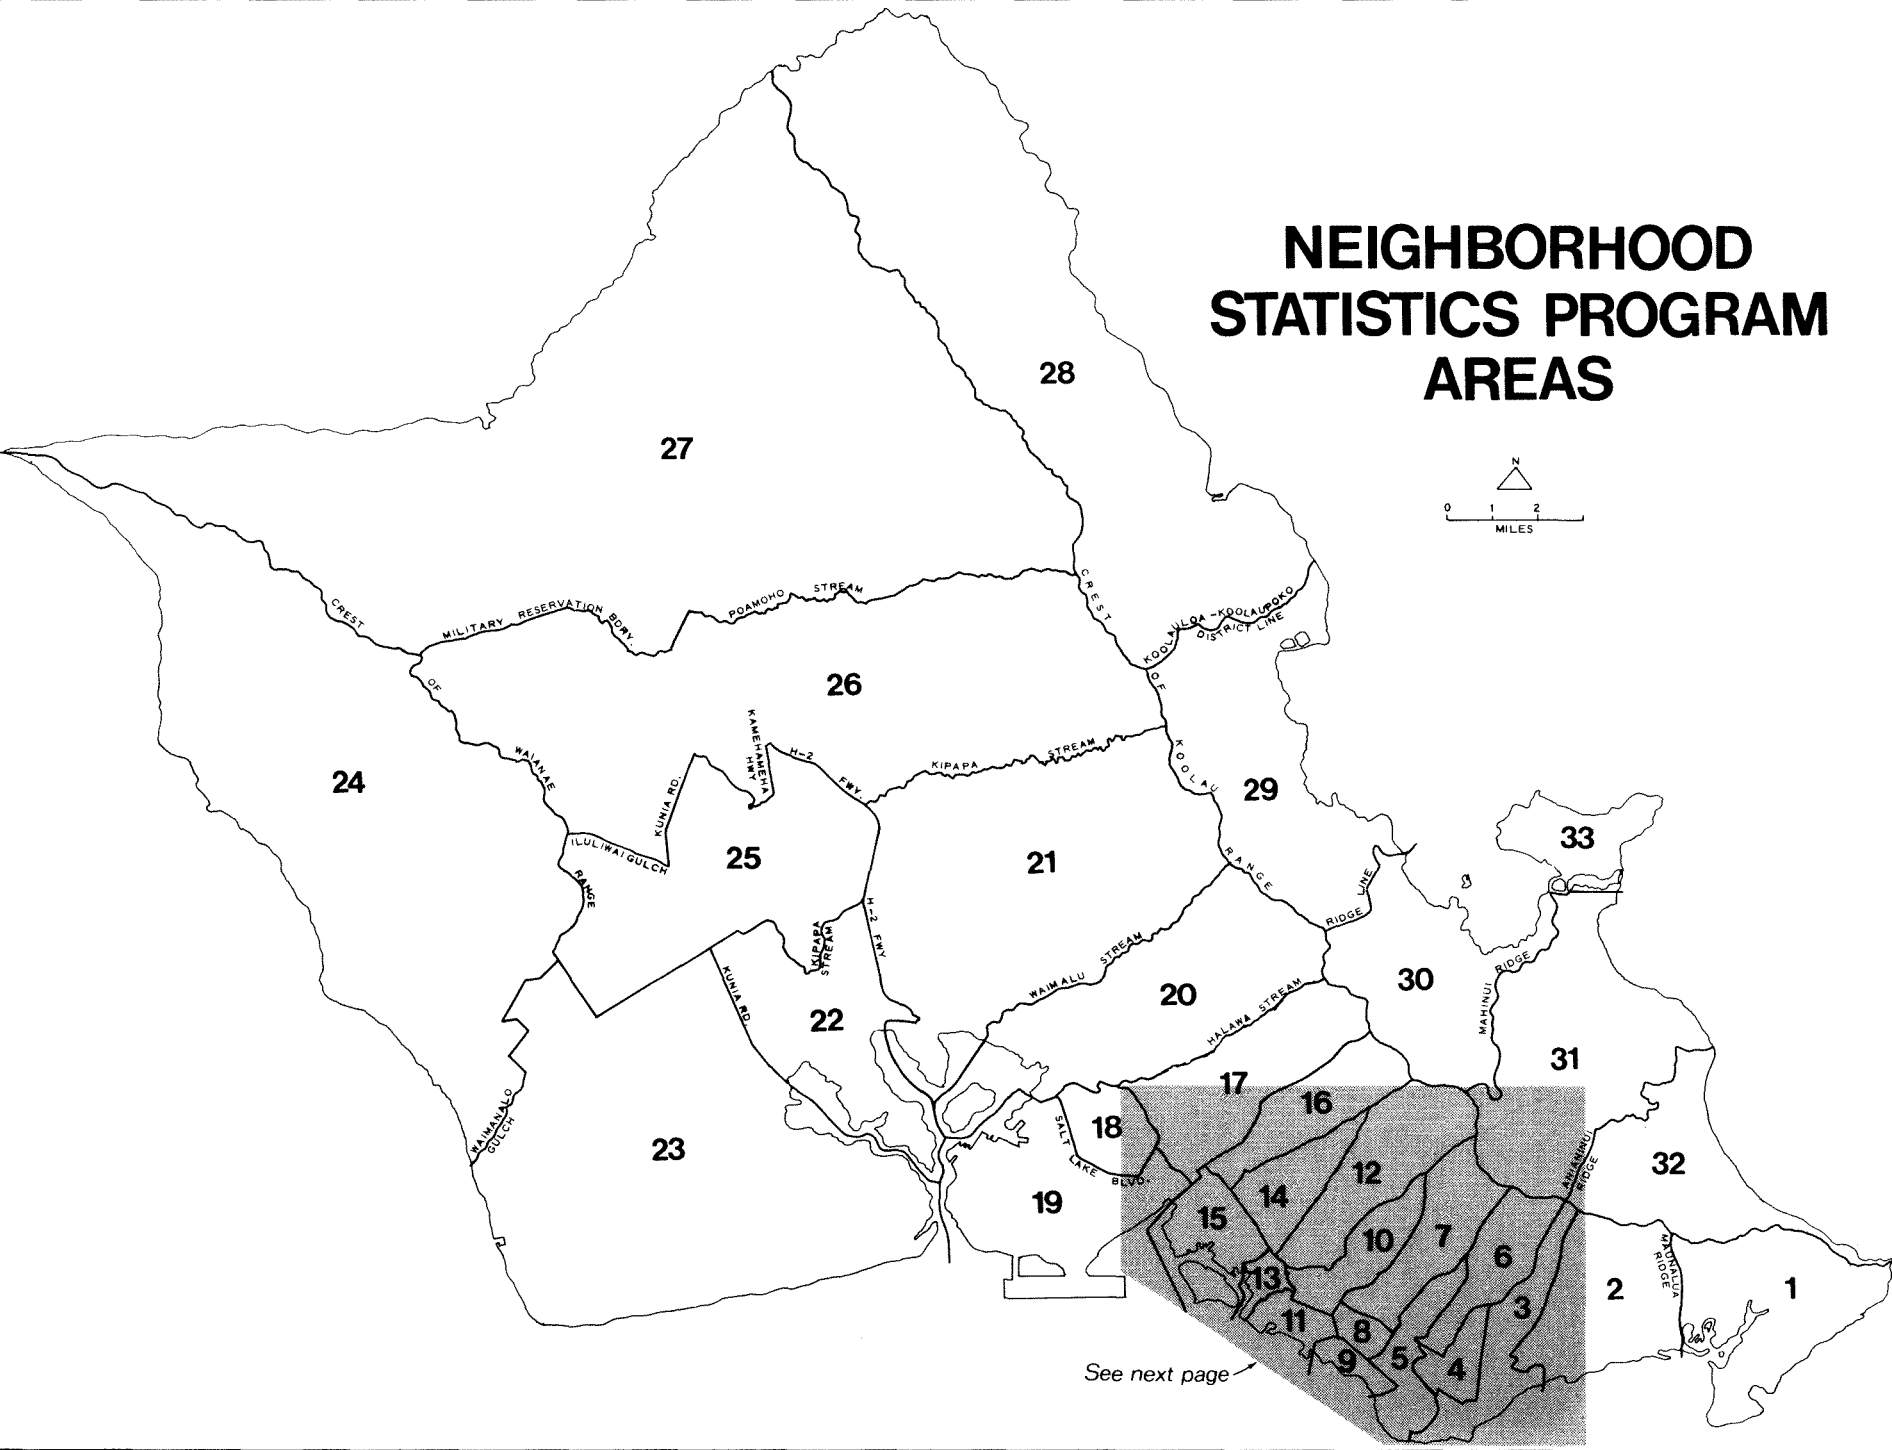 NEIGHBORHOOD
STATISTICS PROGRAM
AREAS
N
0 1 2
MILES
28
27
CREST
OF
WAIANAE
RANGE
MILITARY RESERVATION BDRY.
POAMOHO STREAM
CREST
OF
KOOLAU
RANGE
KOOLAULOA-KOOLAUPOKO
DISTRICT LINE
26
KAMEHAMEHA
HWY
H-2 FWY.
KIPAPA STREAM
24
KUNIA RD.
ILULIWAI GULCH
25
21
29
33
RIDGE LINE
KIPAPA
STREAM
H-2 FWY
KUNIA RD.
22
WAIMALU STREAM
20
HALAWA STREAM
30
MAHINUI RIDGE
31
WAIMANALO
GULCH
23
17
16
18
SALT LAKE BLVD.
19
AHIAHINUI
RIDGE
32
12
14
15
10
7
6
13
11
8
9
5
4
3
2
MAUNALUA
RIDGE
1
See next page